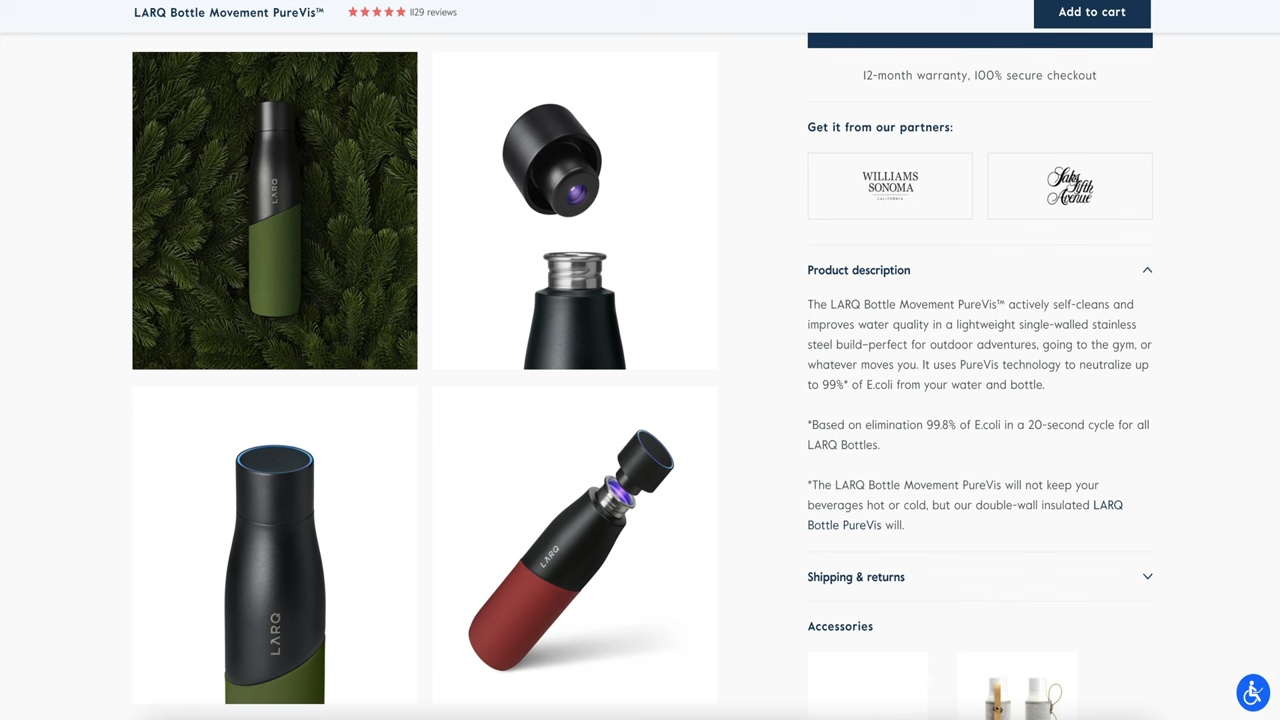 LARQ Bottle Movement PureVis™
1129 reviews
Add to cart
LARQ
LARQ
LARQ
12-month warranty, 100% secure checkout
Get it from our partners:
WILLIAMS
SONOMA
CALIFORNIA
Saks
Fifth
Avenue
Product description
The LARQ Bottle Movement PureVis™ actively self-cleans and
improves water quality in a lightweight single-walled stainless
steel build–perfect for outdoor adventures, going to the gym, or
whatever moves you. It uses PureVis technology to neutralize up
to 99%* of E.coli from your water and bottle.
*Based on elimination 99.8% of E.coli in a 20-second cycle for all
LARQ Bottles.
*The LARQ Bottle Movement PureVis will not keep your
beverages hot or cold, but our double-wall insulated LARQ
Bottle PureVis will.
Shipping & returns
Accessories